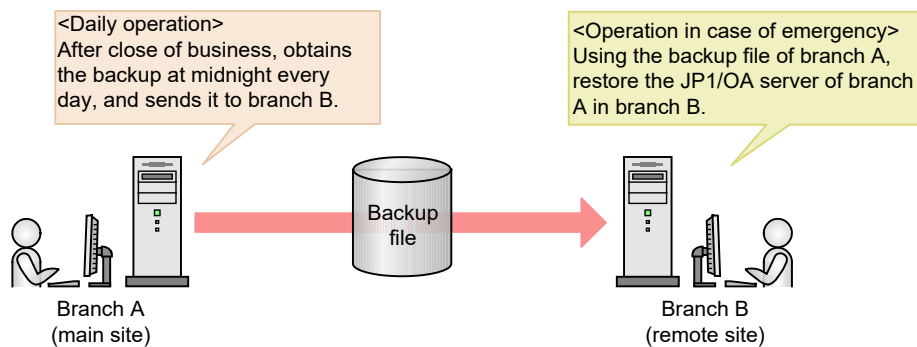 <Daily operation>
After close of business, obtains
the backup at midnight every
day, and sends it to branch B.
<Operation in case of emergency>
Using the backup file of branch A,
restore the JP1/OA server of branch
A in branch B.
Backup
file
Branch A
(main site)
Branch B
(remote site)